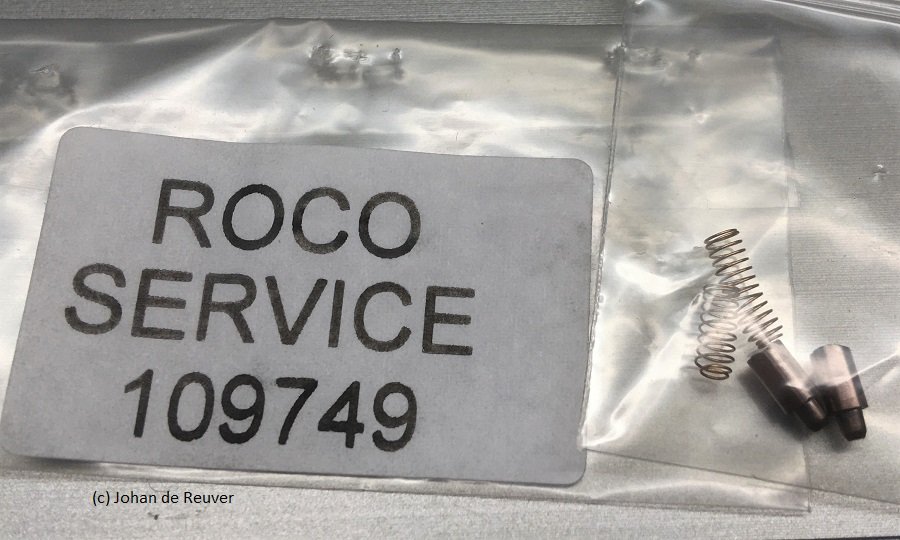 ROCO
SERVICE
109749
(c) Johan de Reuver